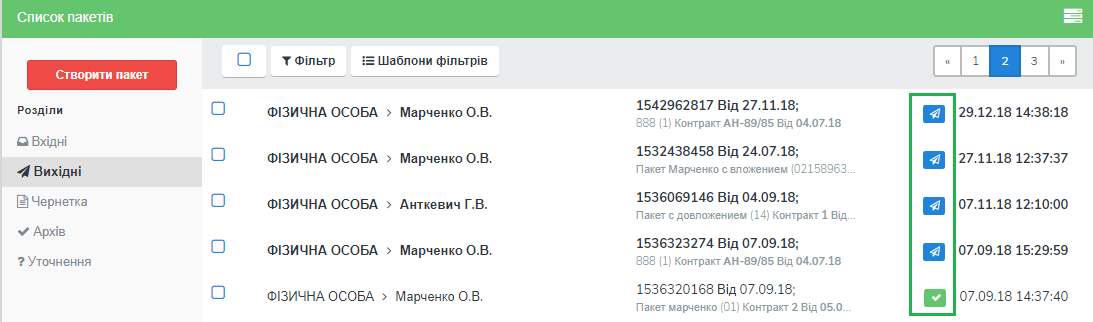 Список пакетів
Створити пакет
Розділи
Вхідні
Вихідні
Чернетка
Архів
? Уточнення
Фільтр Шаблони фільтрів
« 1 2 3 »
ФІЗИЧНА ОСОБА > Марченко О.В. 1542962817 Від 27.11.18; 29.12.18 14:38:18
888 (1) Контракт АН-89/85 Від 04.07.18
ФІЗИЧНА ОСОБА > Марченко О.В. 1532438458 Від 24.07.18; 27.11.18 12:37:37
Пакет Марченко с вложением (02158963...
ФІЗИЧНА ОСОБА > Анткевич Г.В. 1536069146 Від 04.09.18; 07.11.18 12:10:00
Пакет с довложением (14) Контракт 1 Від...
ФІЗИЧНА ОСОБА > Марченко О.В. 1536323274 Від 07.09.18; 07.09.18 15:29:59
888 (1) Контракт АН-89/85 Від 04.07.18
ФІЗИЧНА ОСОБА > Марченко О.В. 1536320168 Від 07.09.18; 07.09.18 14:37:40
Пакет марченко (01) Контракт 2 Від 05.0...